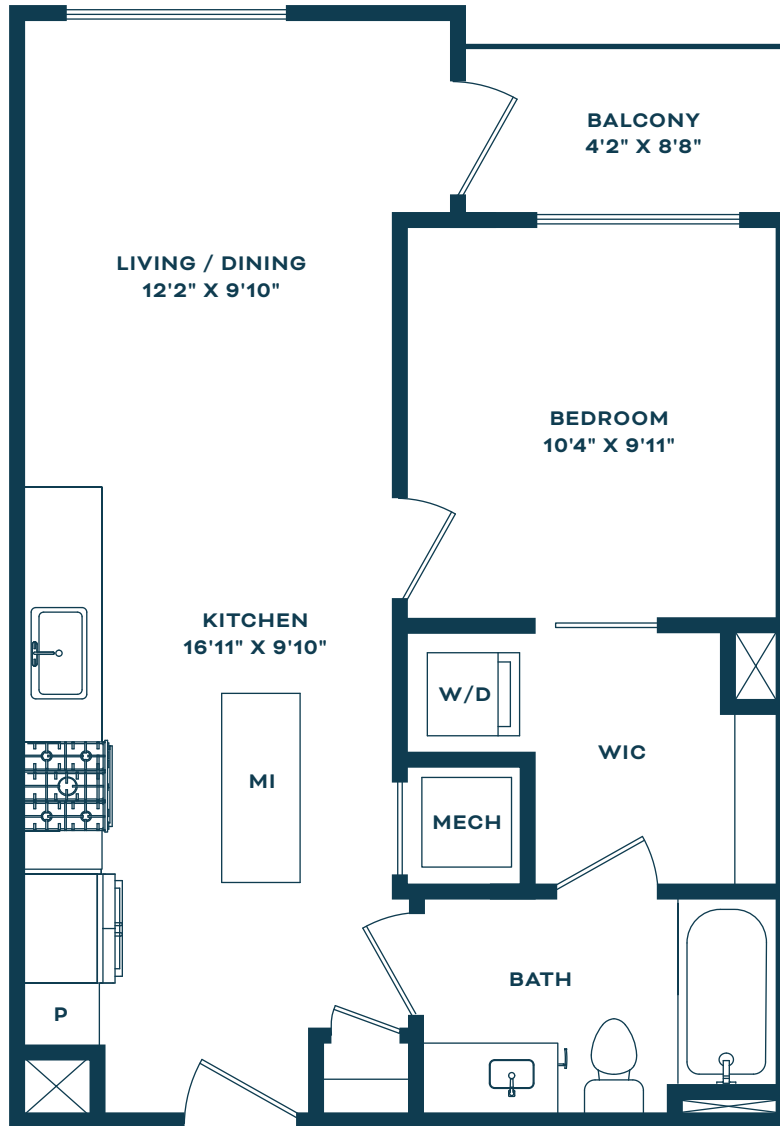 BALCONY
4'2" X 8'8"
LIVING / DINING
12'2" X 9'10"
BEDROOM
10'4" X 9'11"
KITCHEN
16'11" X 9'10"
W/D
WIC
MI
MECH
BATH
P